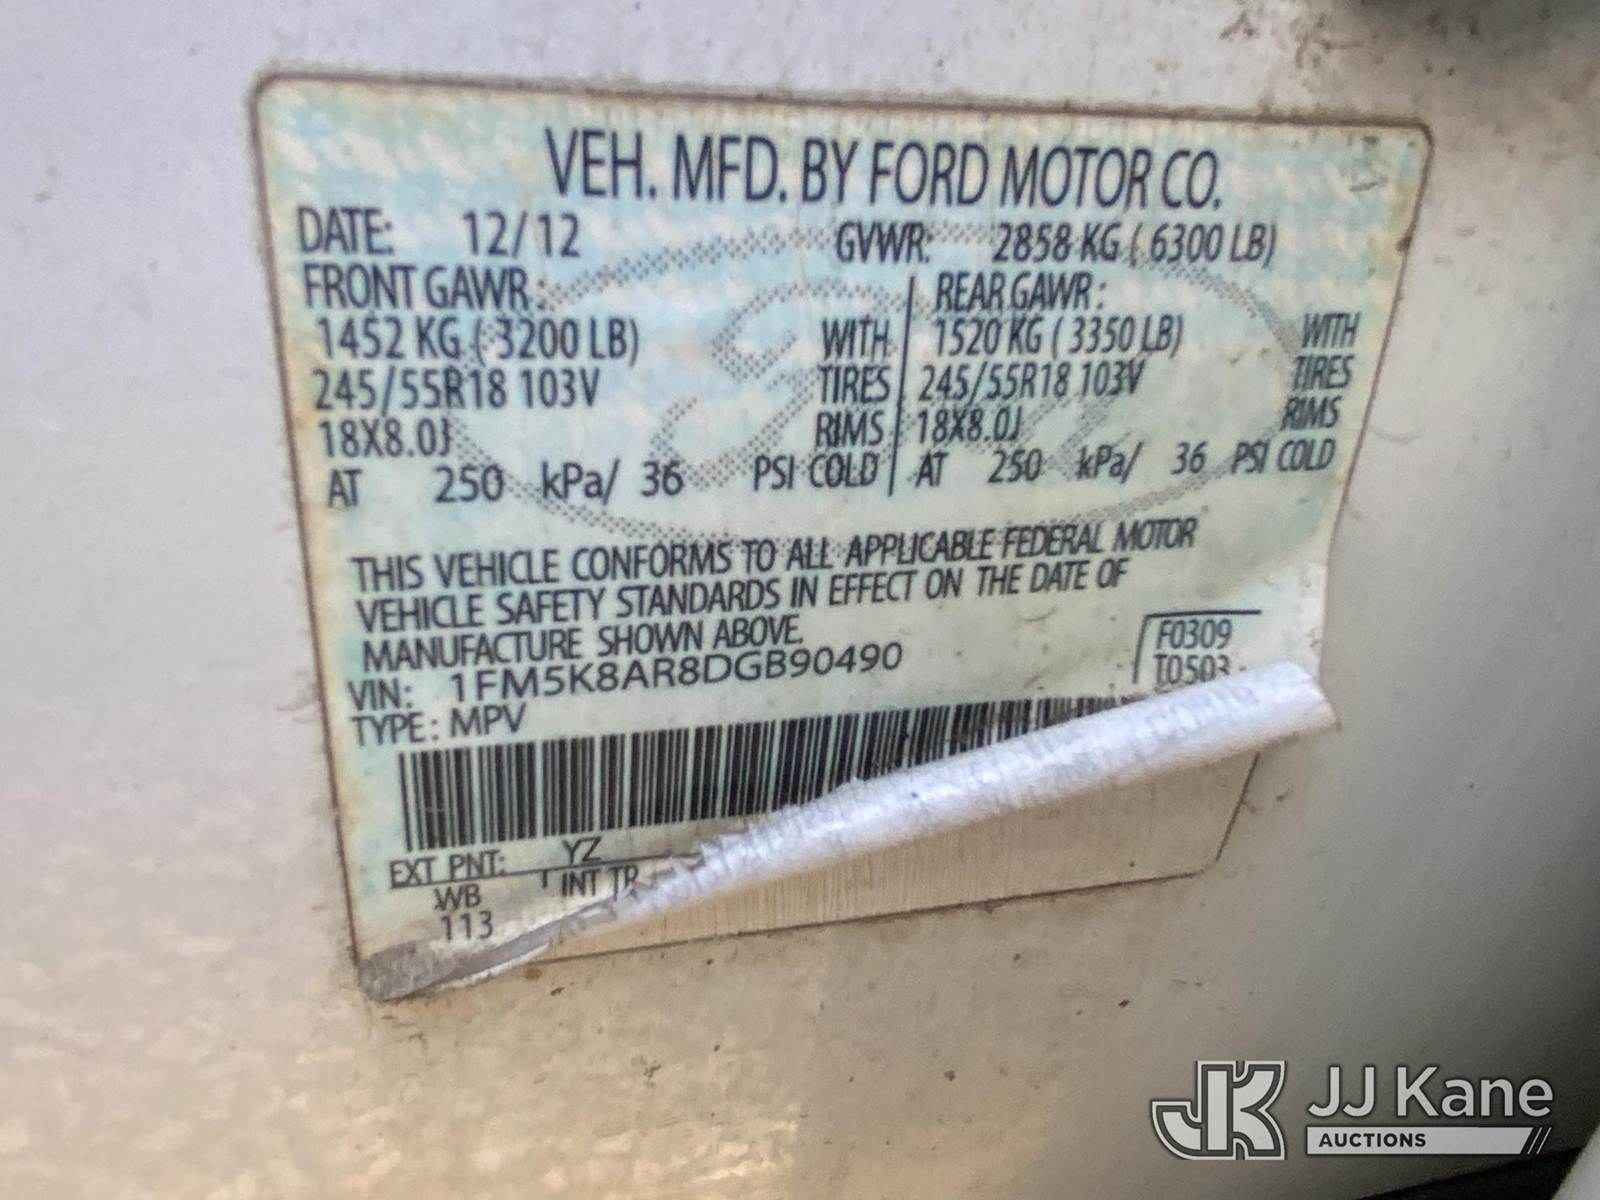 VEH. MFD. BY FORD MOTOR CO.
DATE: 12/12 GVWR: 2858 KG ( 6300 LB)
FRONT GAWR: REAR GAWR:
1452 KG ( 3200 LB) WITH 1520 KG ( 3350 LB) WITH
245/55R18 103V TIRES 245/55R18 103V TIRES
18X8.0J RIMS 18X8.0J RIMS
AT 250 kPa/ 36 PSI COLD AT 250 kPa/ 36 PSI COLD
THIS VEHICLE CONFORMS TO ALL APPLICABLE FEDERAL MOTOR
VEHICLE SAFETY STANDARDS IN EFFECT ON THE DATE OF
MANUFACTURE SHOWN ABOVE.
F0309
VIN: 1FM5K8AR8DGB90490
T0503
TYPE: MPV
EXT PNT: YZ
WB INT TR
113
JK JJ Kane
AUCTIONS